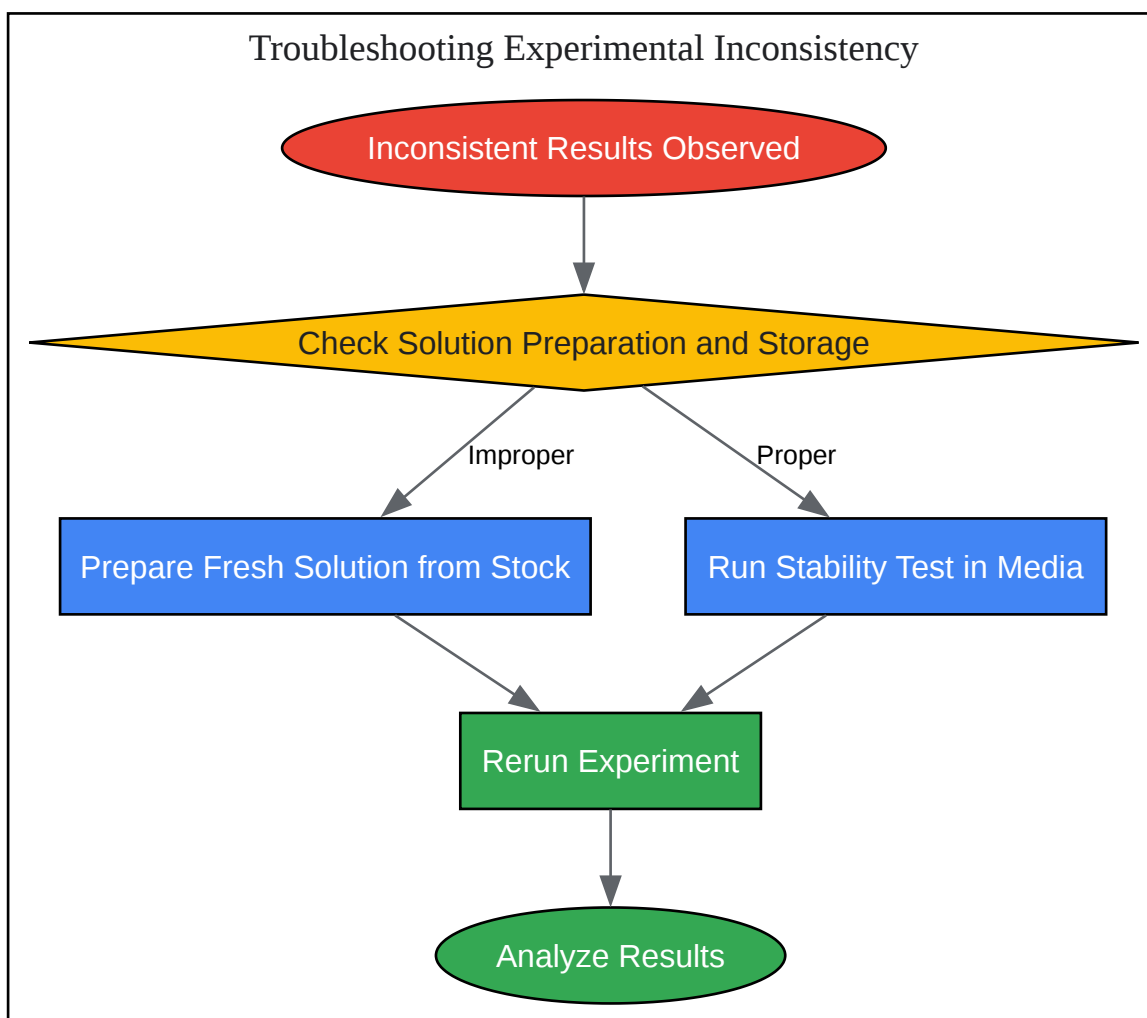 Troubleshooting Experimental Inconsistency
Inconsistent Results Observed
Check Solution Preparation and Storage
Improper
Proper
Prepare Fresh Solution from Stock
Run Stability Test in Media
Rerun Experiment
Analyze Results